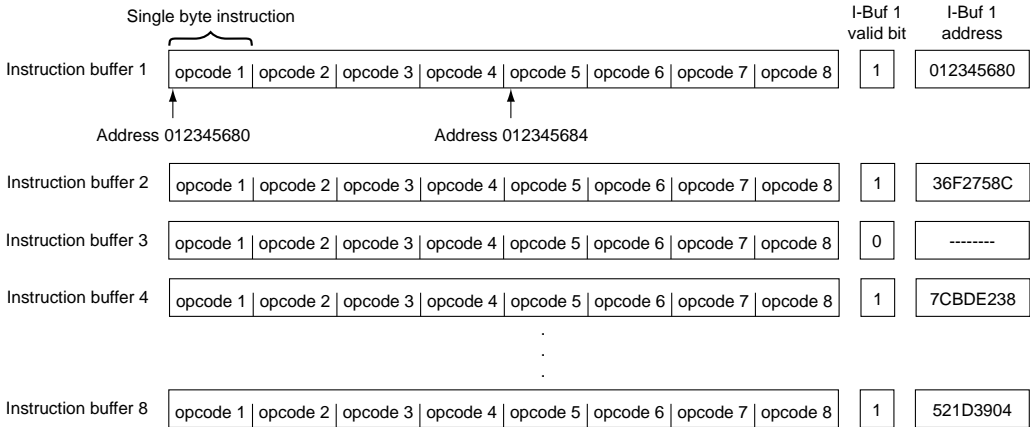 Single byte instruction
I-Buf 1 valid bit
I-Buf 1 address
Instruction buffer 1 opcode 1 opcode 2 opcode 3 opcode 4 opcode 5 opcode 6 opcode 7 opcode 8 1 012345680
Address 012345680 Address 012345684
Instruction buffer 2 opcode 1 opcode 2 opcode 3 opcode 4 opcode 5 opcode 6 opcode 7 opcode 8 1 36F2758C
Instruction buffer 3 opcode 1 opcode 2 opcode 3 opcode 4 opcode 5 opcode 6 opcode 7 opcode 8 0 --------
Instruction buffer 4 opcode 1 opcode 2 opcode 3 opcode 4 opcode 5 opcode 6 opcode 7 opcode 8 1 7CBDE238
.
.
.
Instruction buffer 8 opcode 1 opcode 2 opcode 3 opcode 4 opcode 5 opcode 6 opcode 7 opcode 8 1 521D3904